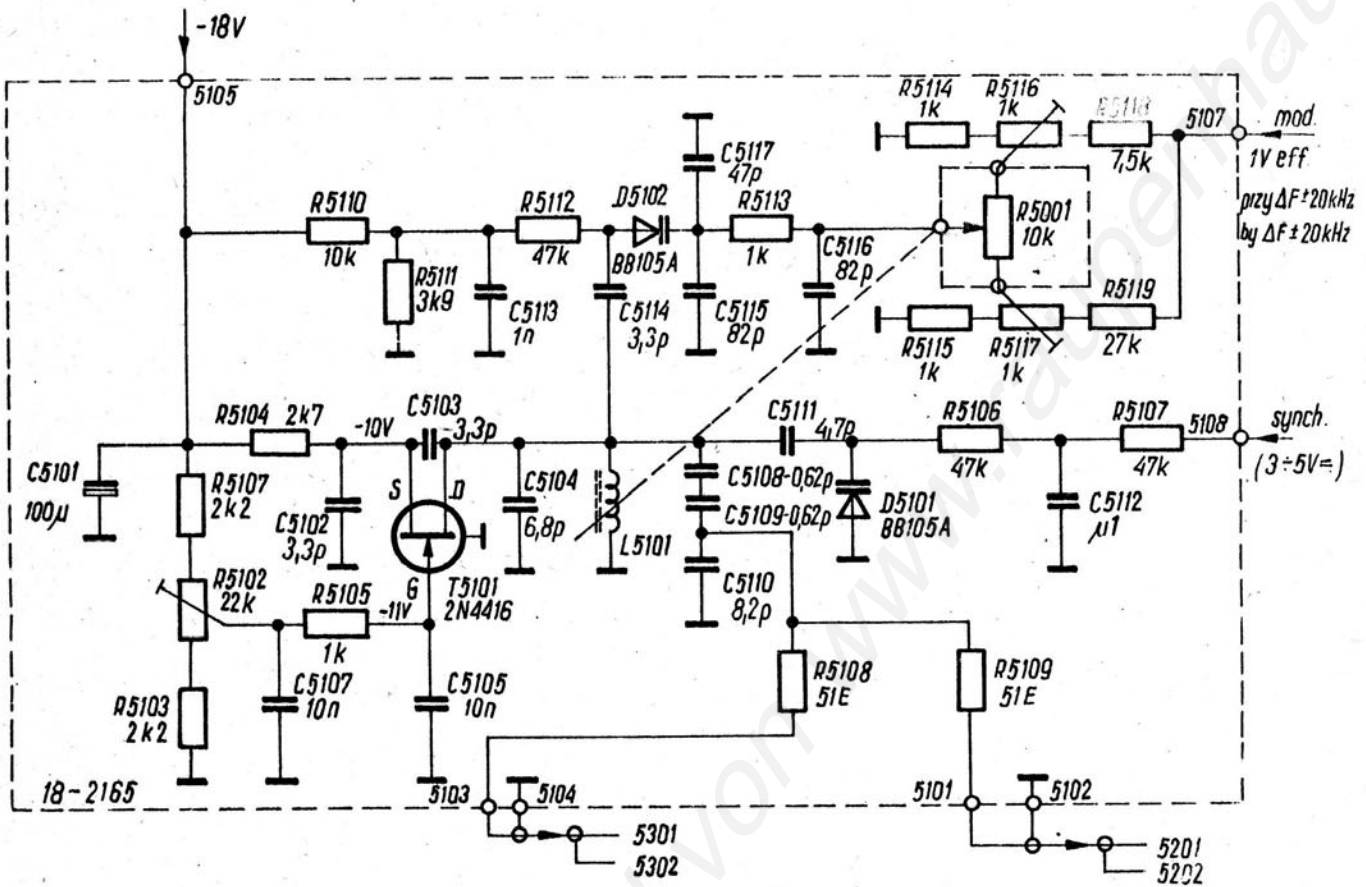 -18V
5105
R5114
1k
R5116
1k
R5118
7,5k
5107
mod.
1V eff.
przy ΔF±20kHz
by ΔF±20kHz
C5117
47p
R5110
10k
R5112
47k
D5102
BB105A
R5113
1k
R5001
10k
R5111
3k9
C5113
1n
C5114
3,3p
C5115
82p
C5116
82p
R5115
1k
R5117
1k
R5119
27k
R5104
2k7
-10V
C5103
3,3p
C5111
4,7p
R5106
47k
R5107
47k
5108
synch.
(3÷5V=)
C5101
100µ
R5107
2k2
C5102
3,3p
S
D
G
C5104
6,8p
L5101
C5108-0,62p
C5109-0,62p
C5110
8,2p
D5101
BB105A
C5112
µ1
R5102
22k
R5105
1k
-11V
T5101
2N4416
R5103
2k2
C5107
10n
C5105
10n
R5108
51E
R5109
51E
18-2165
5103
5104
5101
5102
5301
5302
5201
5202
www.raupenhau